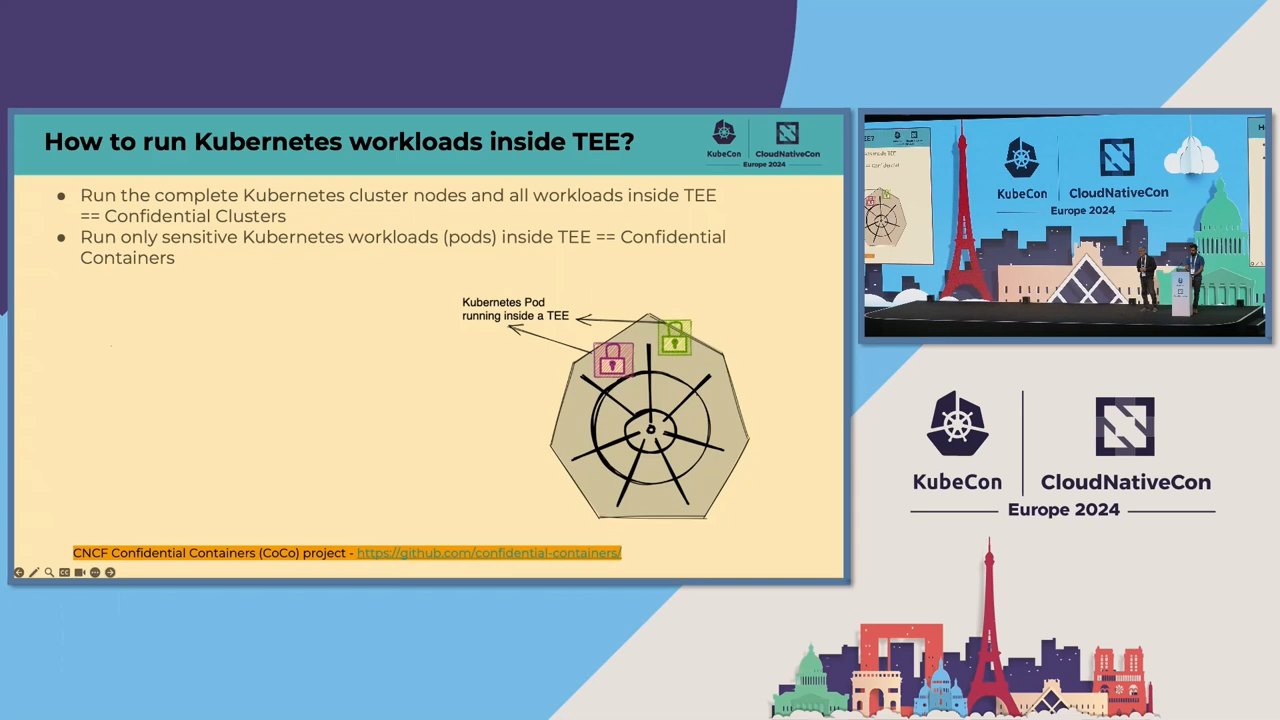 How to run Kubernetes workloads inside TEE?
KubeCon
CloudNativeCon
Europe 2024
● Run the complete Kubernetes cluster nodes and all workloads inside TEE
== Confidential Clusters
● Run only sensitive Kubernetes workloads (pods) inside TEE == Confidential
Containers
Kubernetes Pod
running inside a TEE
CNCF Confidential Containers (CoCo) project - https://github.com/confidential-containers/
KubeCon
CloudNativeCon
Europe 2024
KubeCon
CloudNativeCon
Europe 2024